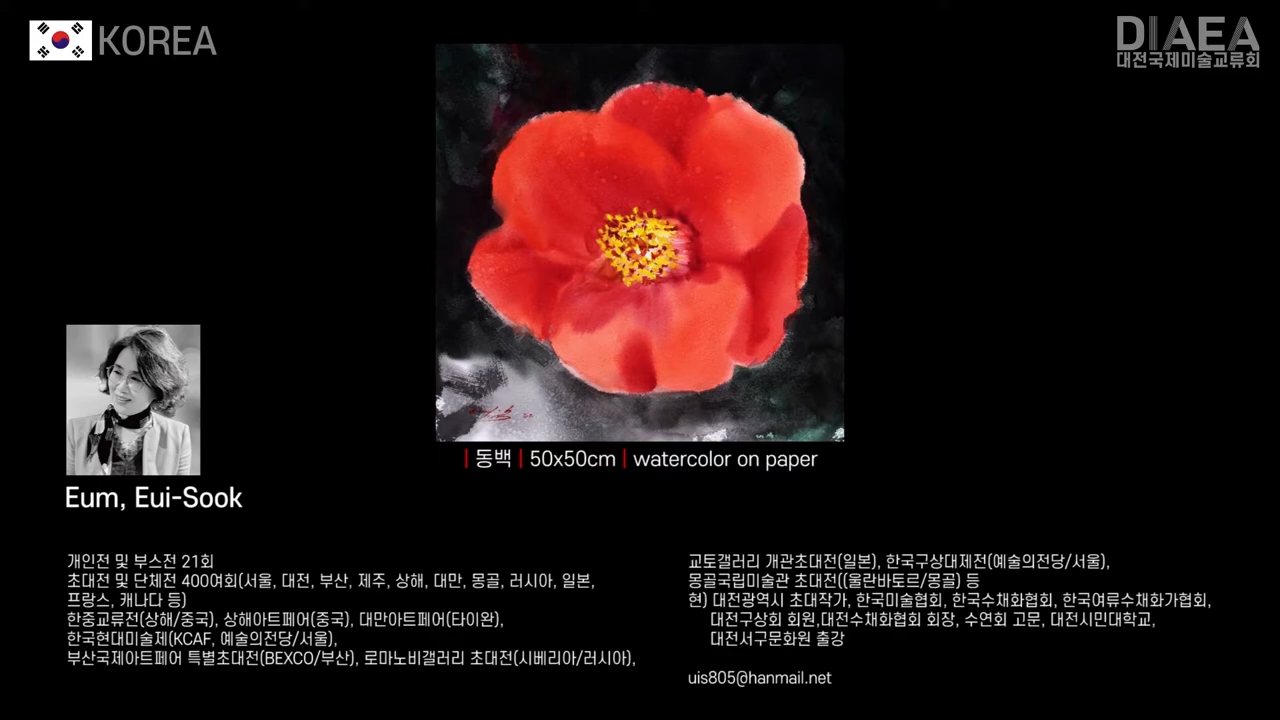 KOREA
DIAEA
대전국제미술교류회
| 동백 | 50x50cm | watercolor on paper
Eum, Eui-Sook
개인전 및 부스전 21회
초대전 및 단체전 400여회(서울, 대전, 부산, 제주, 상해, 대만, 몽골, 러시아, 일본,
프랑스, 캐나다 등)
한중교류전(상해/중국), 상해아트페어(중국), 대만아트페어(타이완),
한국현대미술제(KCAF, 예술의전당/서울),
부산국제아트페어 특별초대전(BEXCO/부산), 로마노비갤러리 초대전(시베리아/러시아),
교토갤러리 개관초대전(일본), 한국구상대제전(예술의전당/서울),
몽골국립미술관 초대전((울란바토르/몽골) 등
현) 대전광역시 초대작가, 한국미술협회, 한국수채화협회, 한국여류수채화가협회,
대전구상회 회원,대전수채화협회 회장, 수연회 고문, 대전시민대학교,
대전서구문화원 출강
uis805@hanmail.net